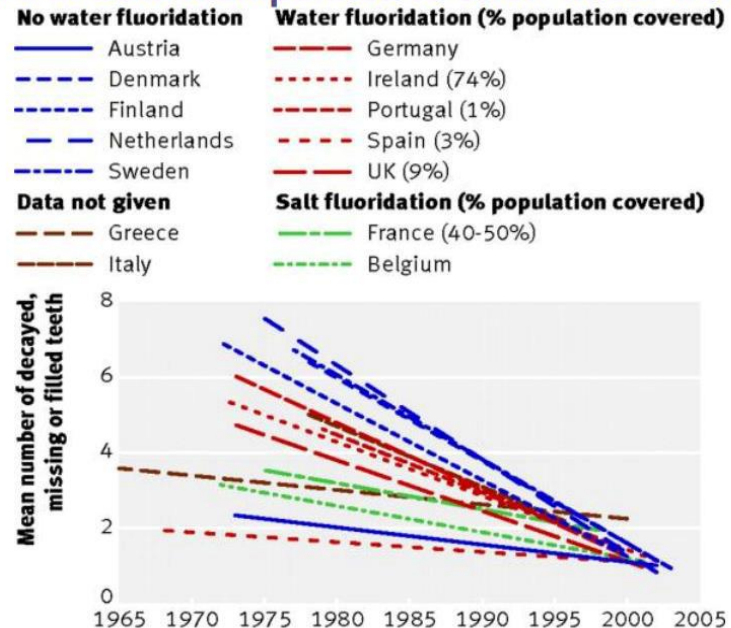 No water fluoridation
Austria
Denmark
Finland
Netherlands
Sweden
Data not given
Greece
Italy
Water fluoridation (% population covered)
Germany
Ireland (74%)
Portugal (1%)
Spain (3%)
UK (9%)
Salt fluoridation (% population covered)
France (40-50%)
Belgium
Mean number of decayed,
missing or filled teeth
8
6
4
2
0
1965 1970 1975 1980 1985 1990 1995 2000 2005